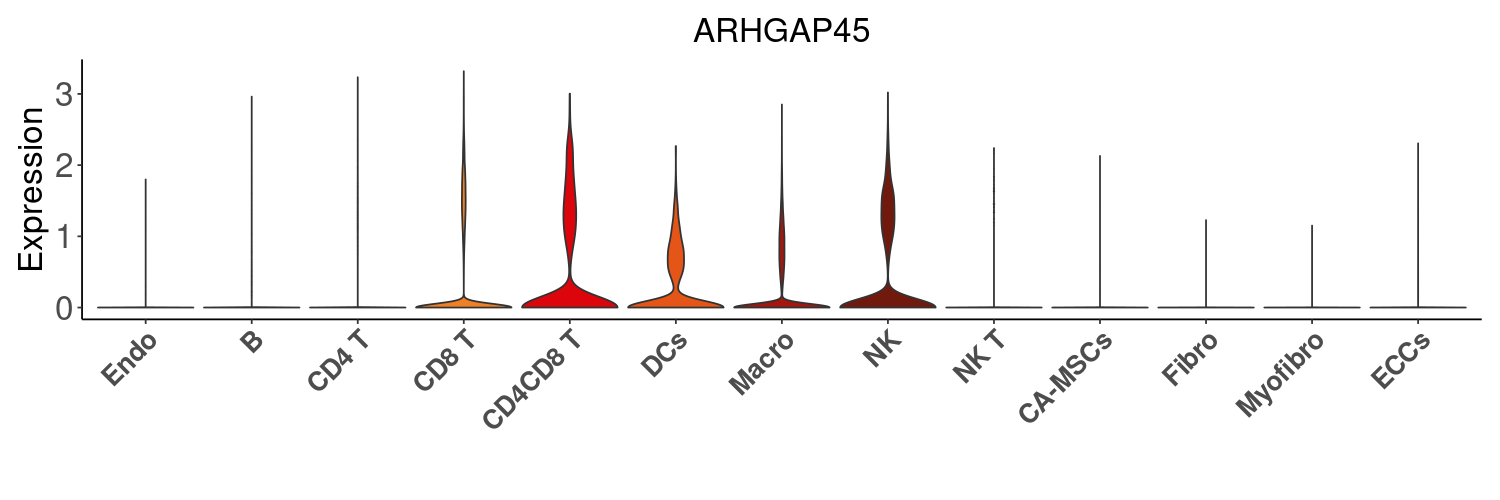 ARHGAP45
Expression
3
2
1
0
Endo
B
CD4 T
CD8 T
CD4CD8 T
DCs
Macro
NK
NK T
CA-MSCs
Fibro
Myofibro
ECCs